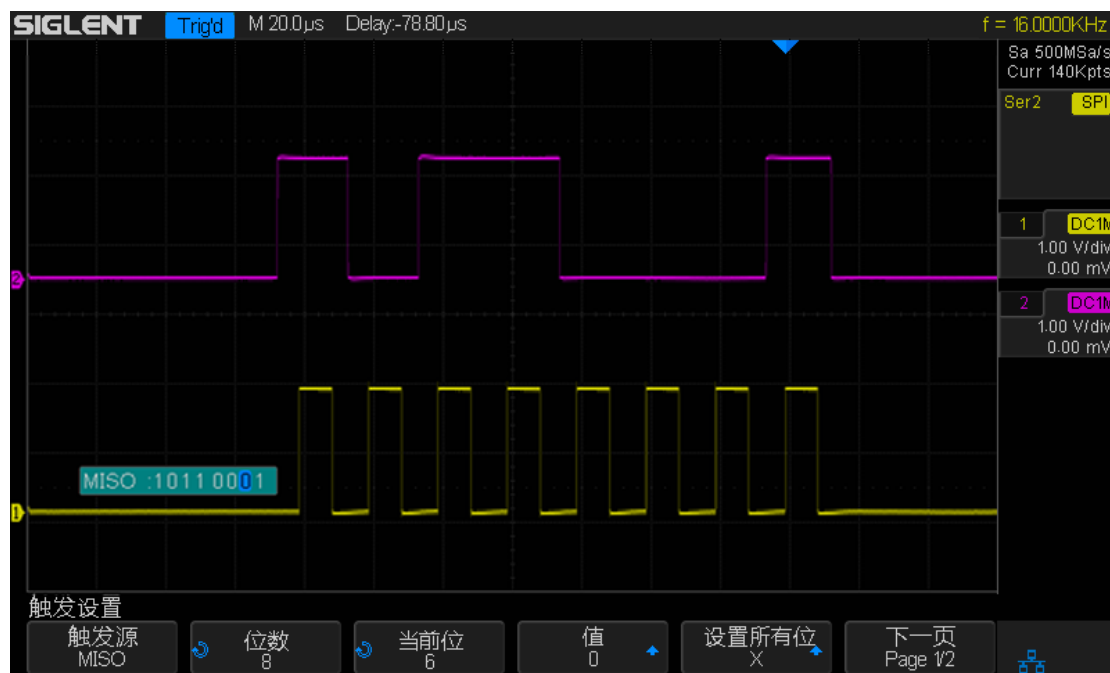 SIGLENT Trig'd M 20.0μs Delay:-78.80μs f = 16.0000KHz
Sa 500MSa/s
Curr 140Kpts
Ser2 SPI
1 DC1M
1.00 V/div
0.00 mV
2 DC1M
1.00 V/div
0.00 mV
2
MISO :1011 0001
1
触发设置
触发源 位数 当前位 值 设置所有位 下一页
MISO 8 6 0 X Page 1/2